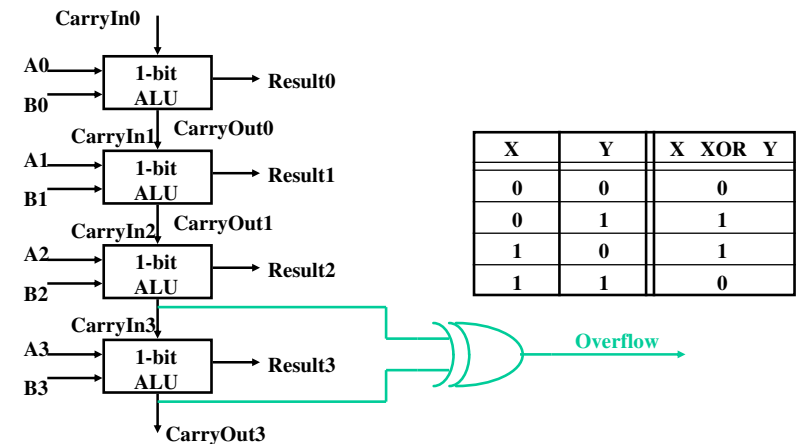 CarryIn0
A0
B0
1-bit
ALU
Result0
CarryIn1
CarryOut0
A1
B1
1-bit
ALU
Result1
CarryIn2
CarryOut1
A2
B2
1-bit
ALU
Result2
CarryIn3
A3
B3
1-bit
ALU
Result3
CarryOut3
Overflow
X Y X XOR Y
0 0 0
0 1 1
1 0 1
1 1 0